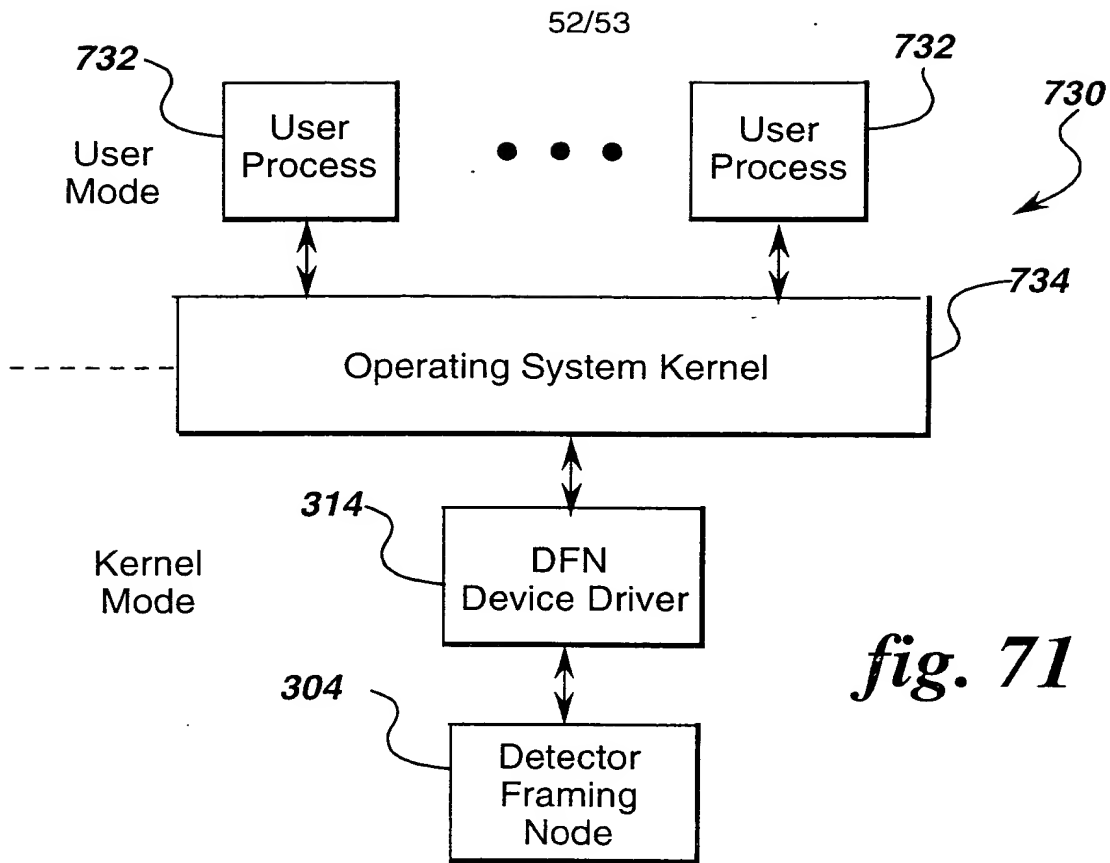 52/53
732
732
730
User
Process
User
Process
User
Mode
734
Operating System Kernel
314
DFN
Device Driver
Kernel
Mode
fig. 71
304
Detector
Framing
Node